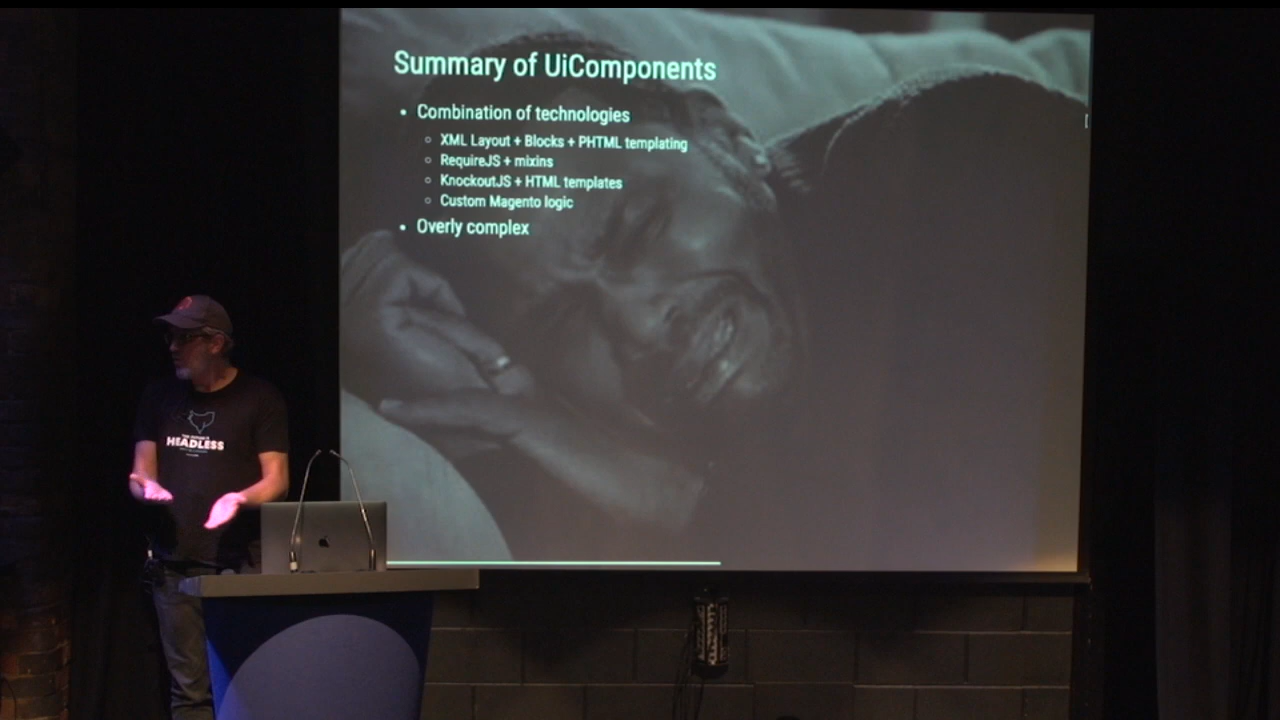 Summary of UiComponents
• Combination of technologies
○ XML Layout + Blocks + PHTML templating
○ RequireJS + mixins
○ KnockoutJS + HTML templates
○ Custom Magento logic
• Overly complex
HEADLESS